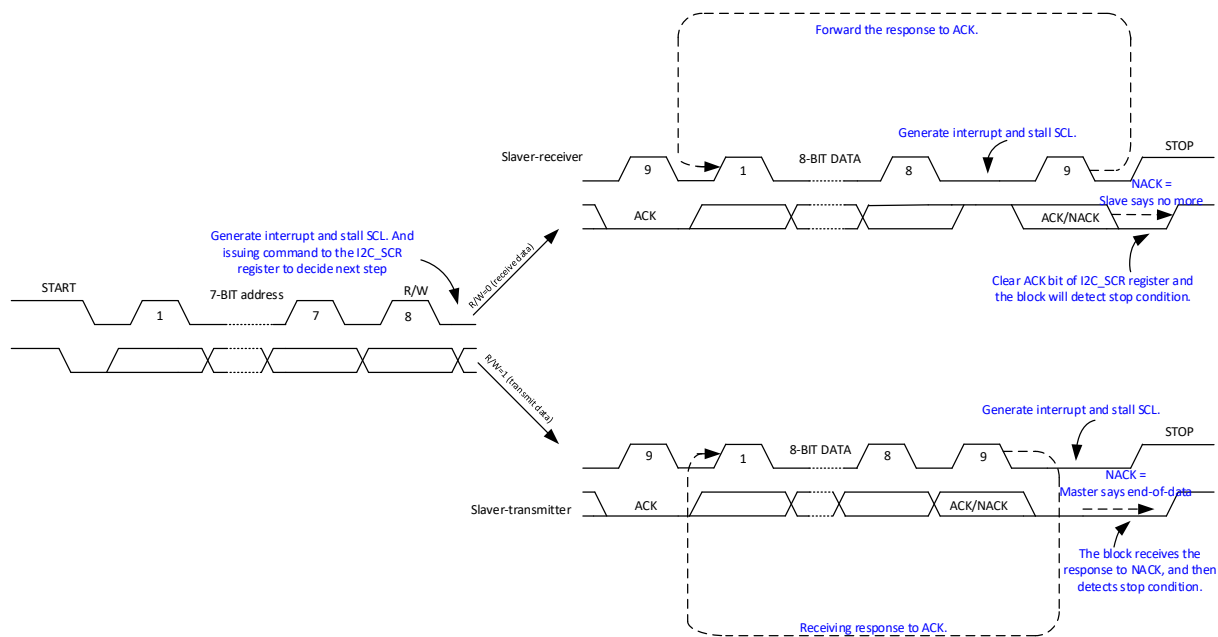 Forward the response to ACK.
Generate interrupt and stall SCL.
Slaver-receiver
8-BIT DATA
STOP
9
1
8
9
NACK =
Slave says no more
ACK
ACK/NACK
Generate interrupt and stall SCL. And
issuing command to the I2C_SCR
register to decide next step
R/W=0 (receive data)
Clear ACK bit of I2C_SCR register and
the block will detect stop condition.
START
7-BIT address
R/W
1
7
8
R/W=1 (transmit data)
Generate interrupt and stall SCL.
8-BIT DATA
STOP
9
1
8
9
NACK =
Master says end-of-data
Slaver-transmitter
ACK
ACK/NACK
The block receives the
response to NACK, and then
detects stop condition.
Receiving response to ACK.